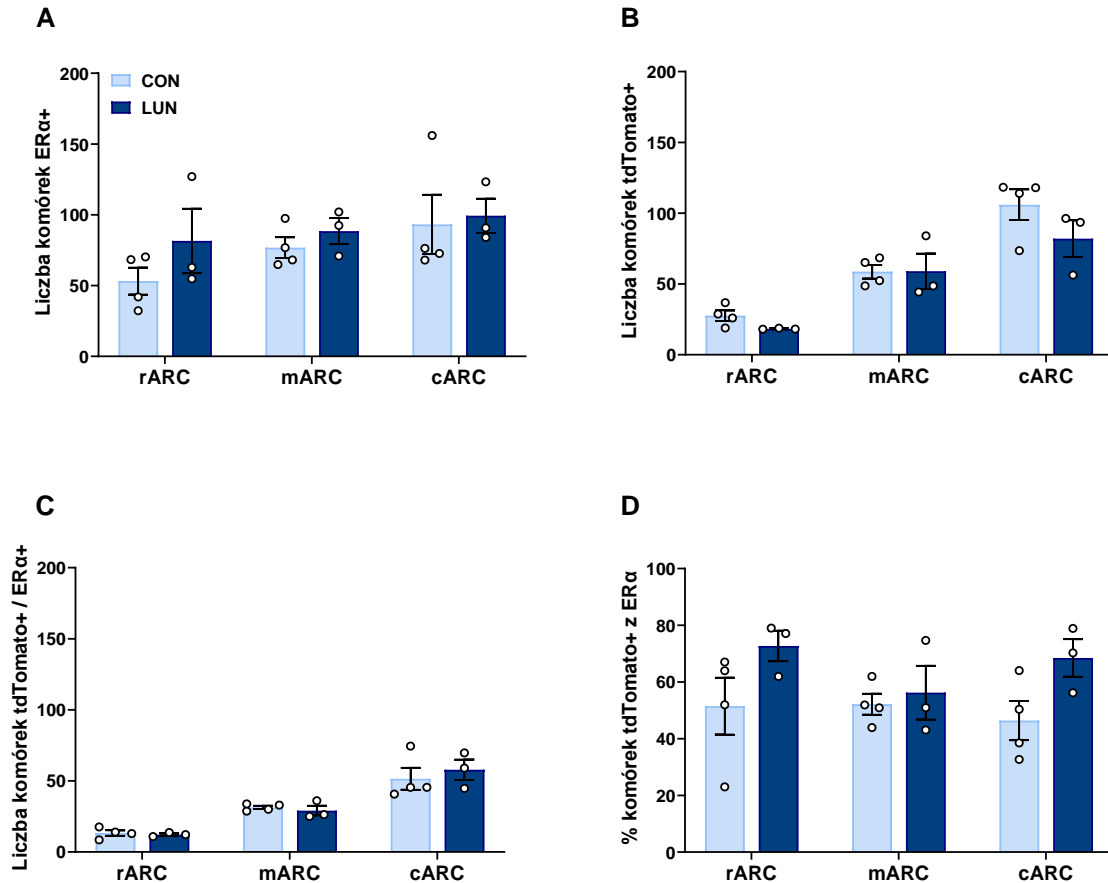 A
Liczba komórek ERα+
200
150
100
50
0
CON
LUN
rARC
mARC
cARC
B
Liczba komórek tdTomato+
200
150
100
50
0
rARC
mARC
cARC
C
Liczba komórek tdTomato+ / ERα+
200
150
100
50
0
rARC
mARC
cARC
D
% komórek tdTomato+ z ERα
100
80
60
40
20
0
rARC
mARC
cARC